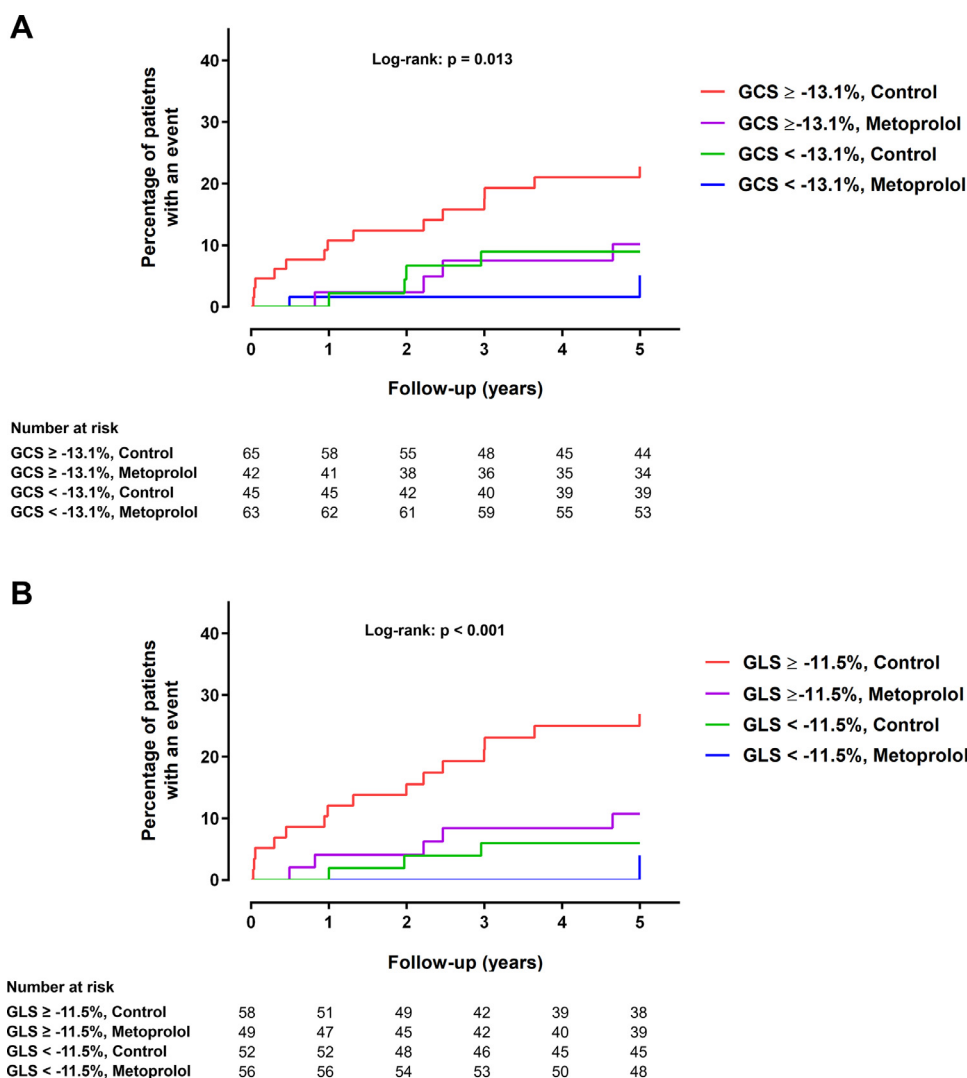 A
Log-rank: p = 0.013
Percentage of patietns
with an event
40
30
20
10
0
0 1 2 3 4 5
Follow-up (years)
GCS ≥ -13.1%, Control
GCS ≥-13.1%, Metoprolol
GCS < -13.1%, Control
GCS < -13.1%, Metoprolol
Number at risk
GCS ≥ -13.1%, Control 65 58 55 48 45 44
GCS ≥ -13.1%, Metoprolol 42 41 38 36 35 34
GCS < -13.1%, Control 45 45 42 40 39 39
GCS < -13.1%, Metoprolol 63 62 61 59 55 53
B
Log-rank: p < 0.001
Percentage of patietns
with an event
40
30
20
10
0
0 1 2 3 4 5
Follow-up (years)
GLS ≥ -11.5%, Control
GLS ≥-11.5%, Metoprolol
GLS < -11.5%, Control
GLS < -11.5%, Metoprolol
Number at risk
GLS ≥ -11.5%, Control 58 51 49 42 39 38
GLS ≥ -11.5%, Metoprolol 49 47 45 42 40 39
GLS < -11.5%, Control 52 52 48 46 45 45
GLS < -11.5%, Metoprolol 56 56 54 53 50 48